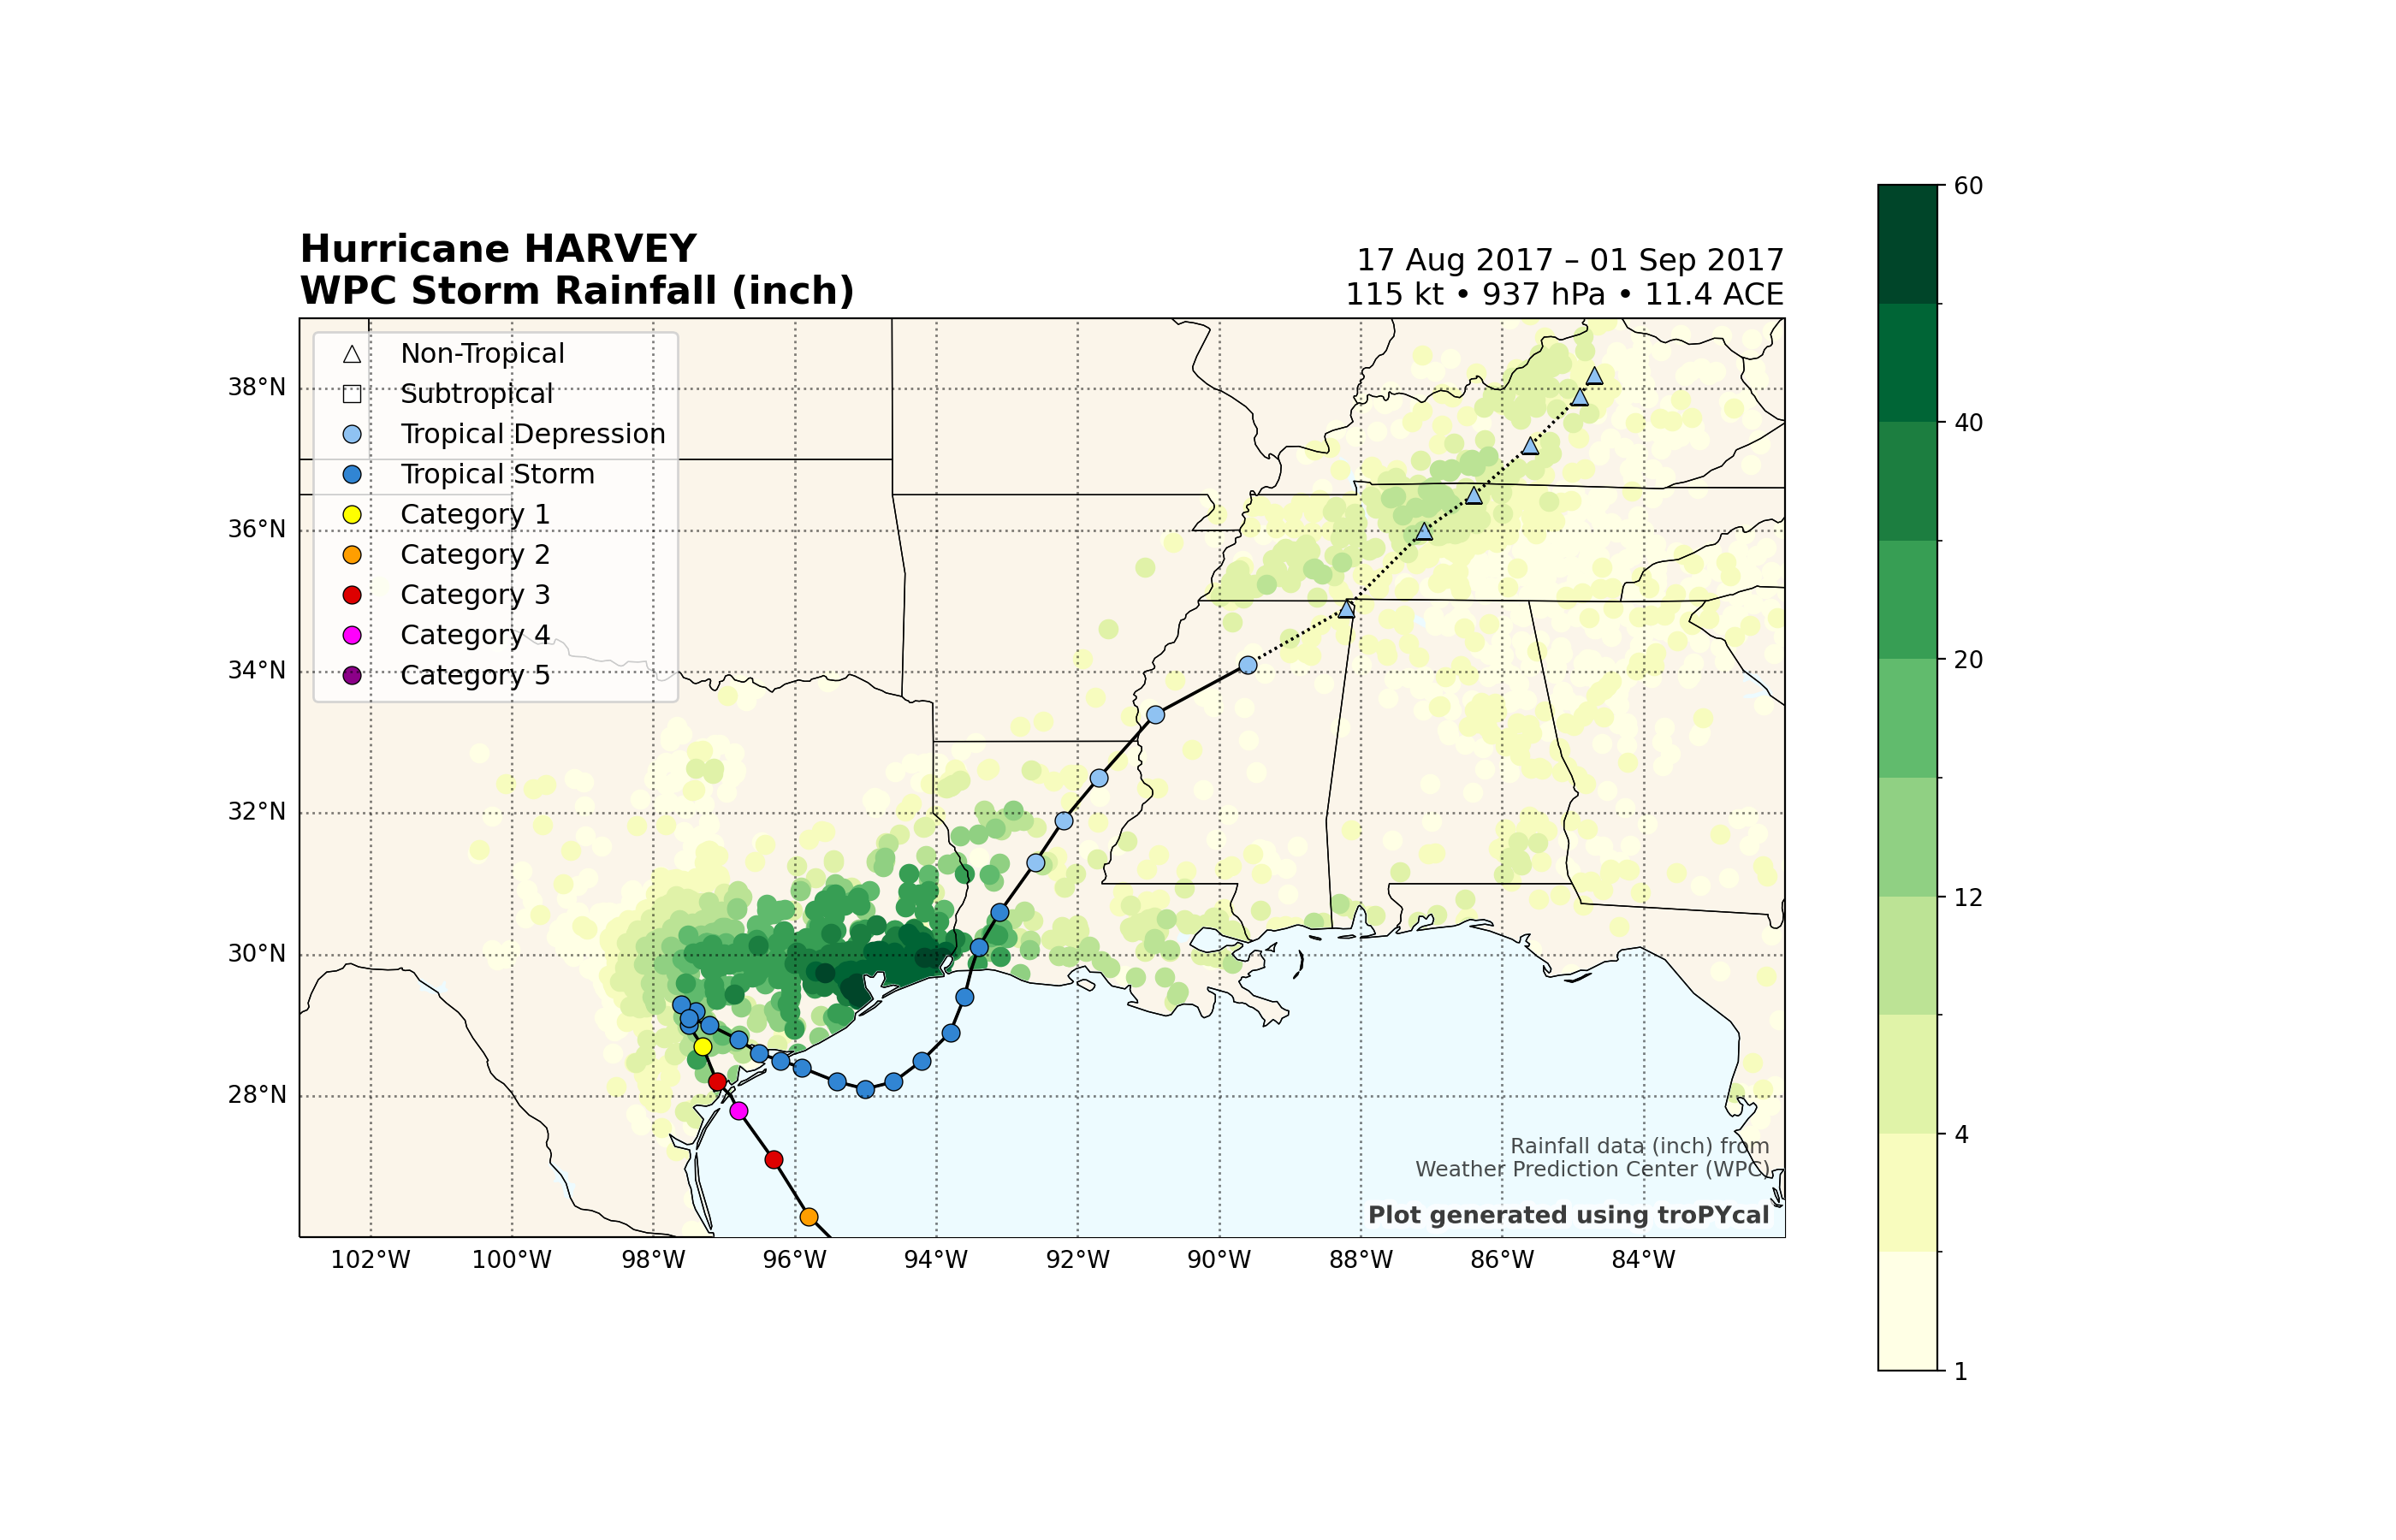 Hurricane HARVEY
WPC Storm Rainfall (inch)
17 Aug 2017 – 01 Sep 2017
115 kt • 937 hPa • 11.4 ACE
Non-Tropical
Subtropical
Tropical Depression
Tropical Storm
Category 1
Category 2
Category 3
Category 4
Category 5
38°N
36°N
34°N
32°N
30°N
28°N
102°W
100°W
98°W
96°W
94°W
92°W
90°W
88°W
86°W
84°W
Rainfall data (inch) from
Weather Prediction Center (WPC)
Plot generated using troPYcal
60
40
20
12
4
1